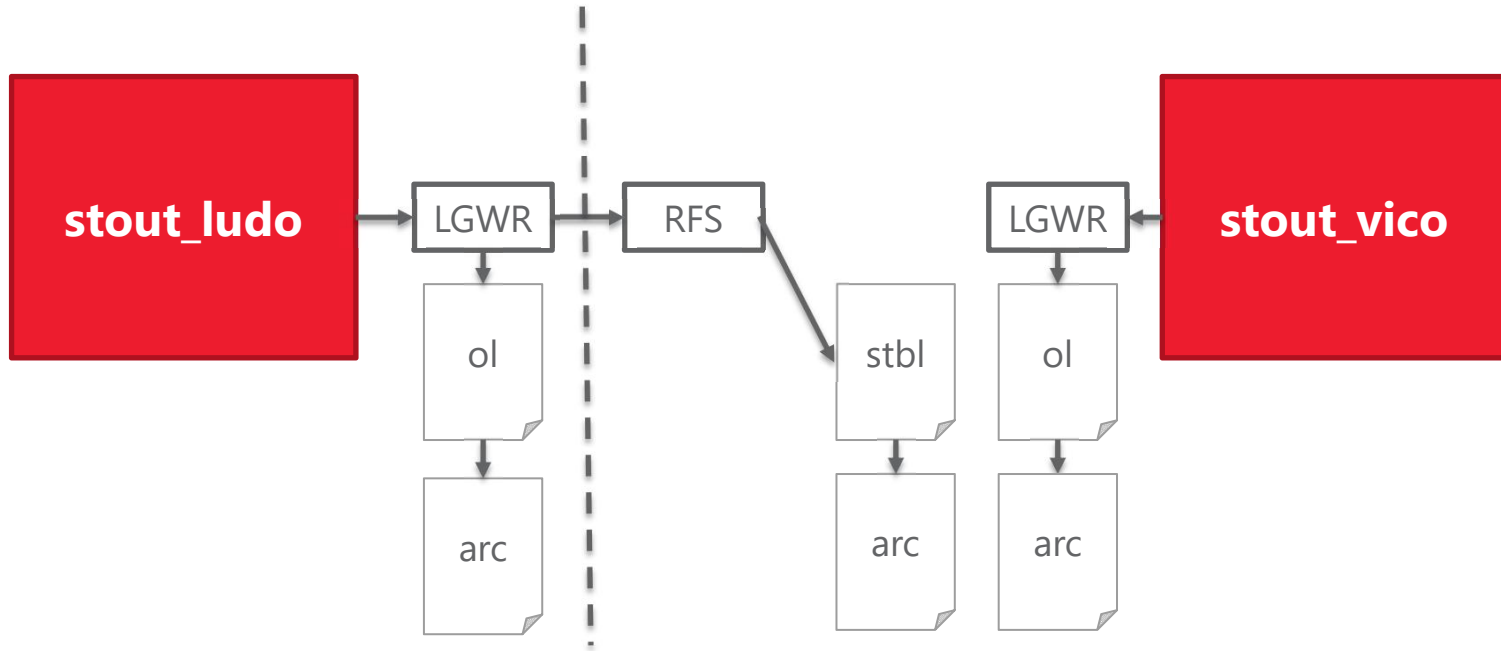 stout_ludo
LGWR
RFS
LGWR
stout_vico
ol
stbl
ol
arc
arc
arc